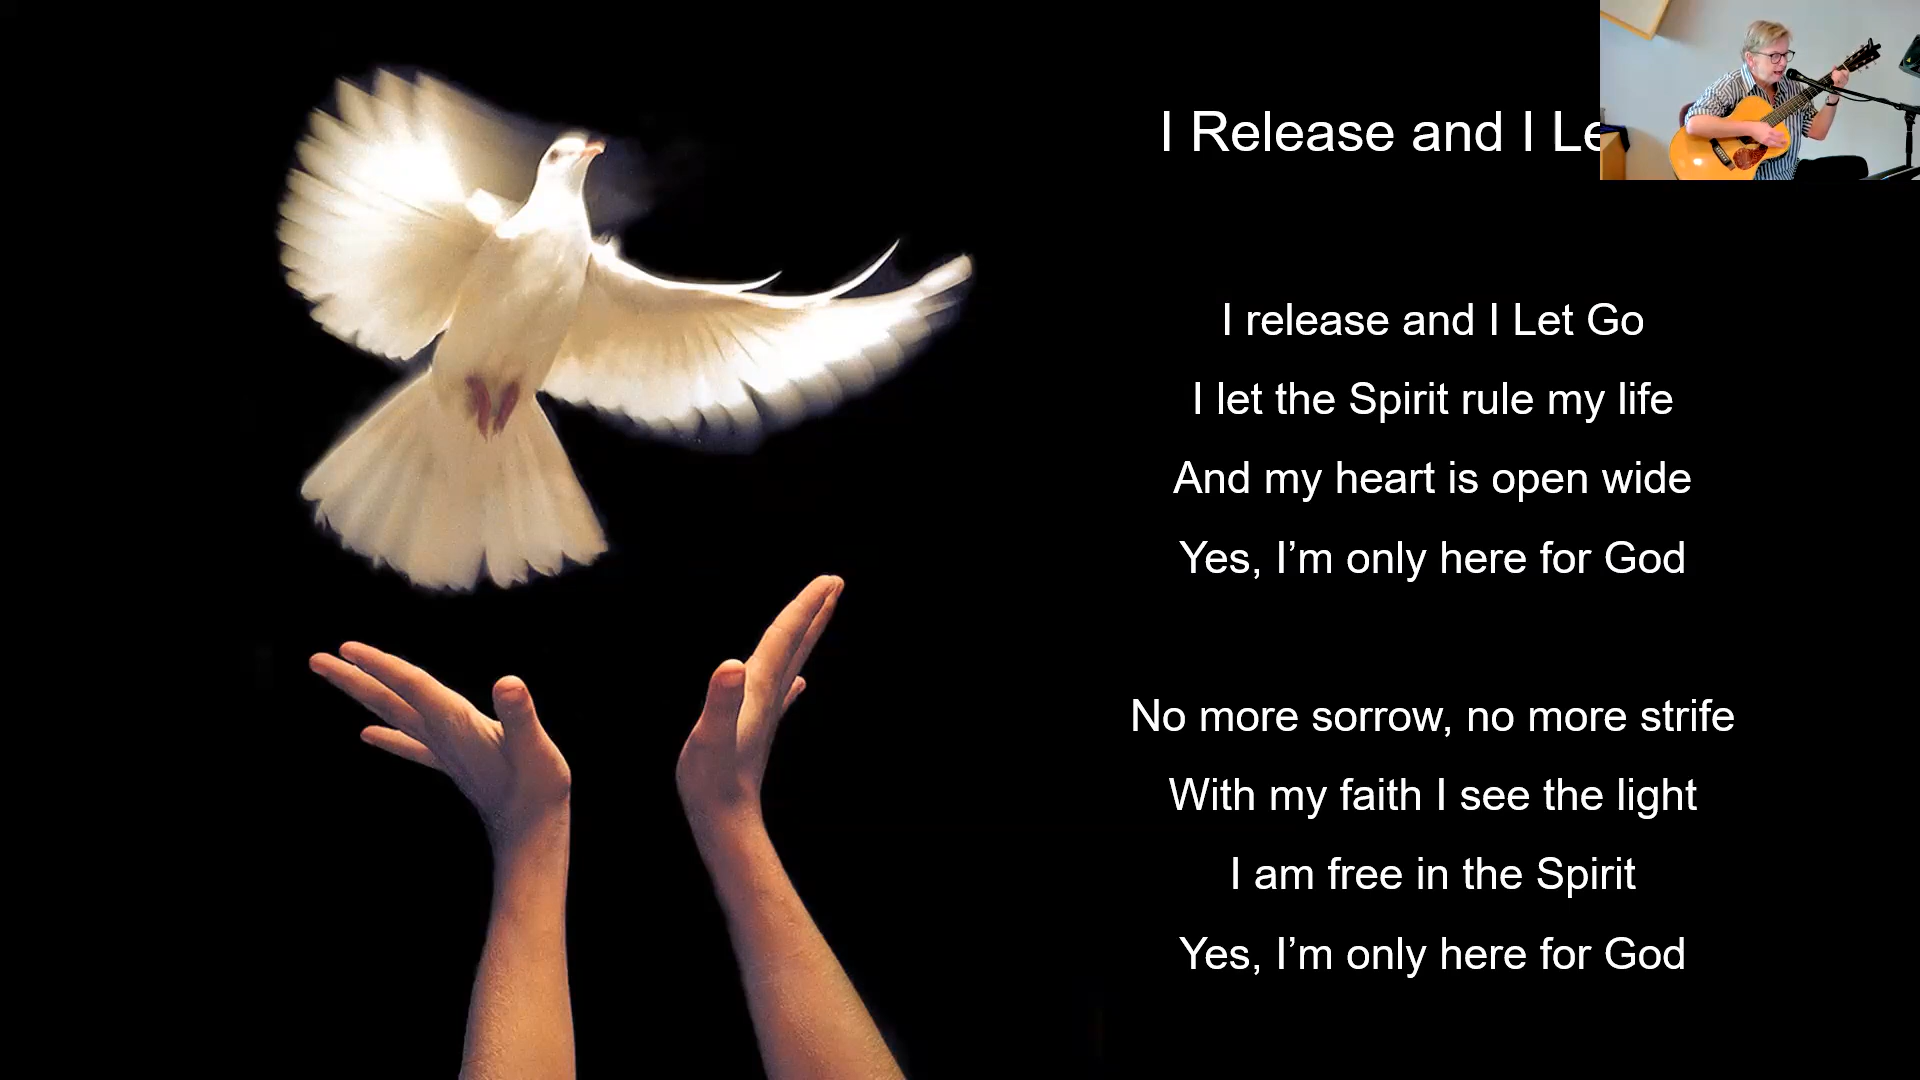 I Release and I Le
I release and I Let Go
I let the Spirit rule my life
And my heart is open wide
Yes, I’m only here for God
No more sorrow, no more strife
With my faith I see the light
I am free in the Spirit
Yes, I’m only here for God